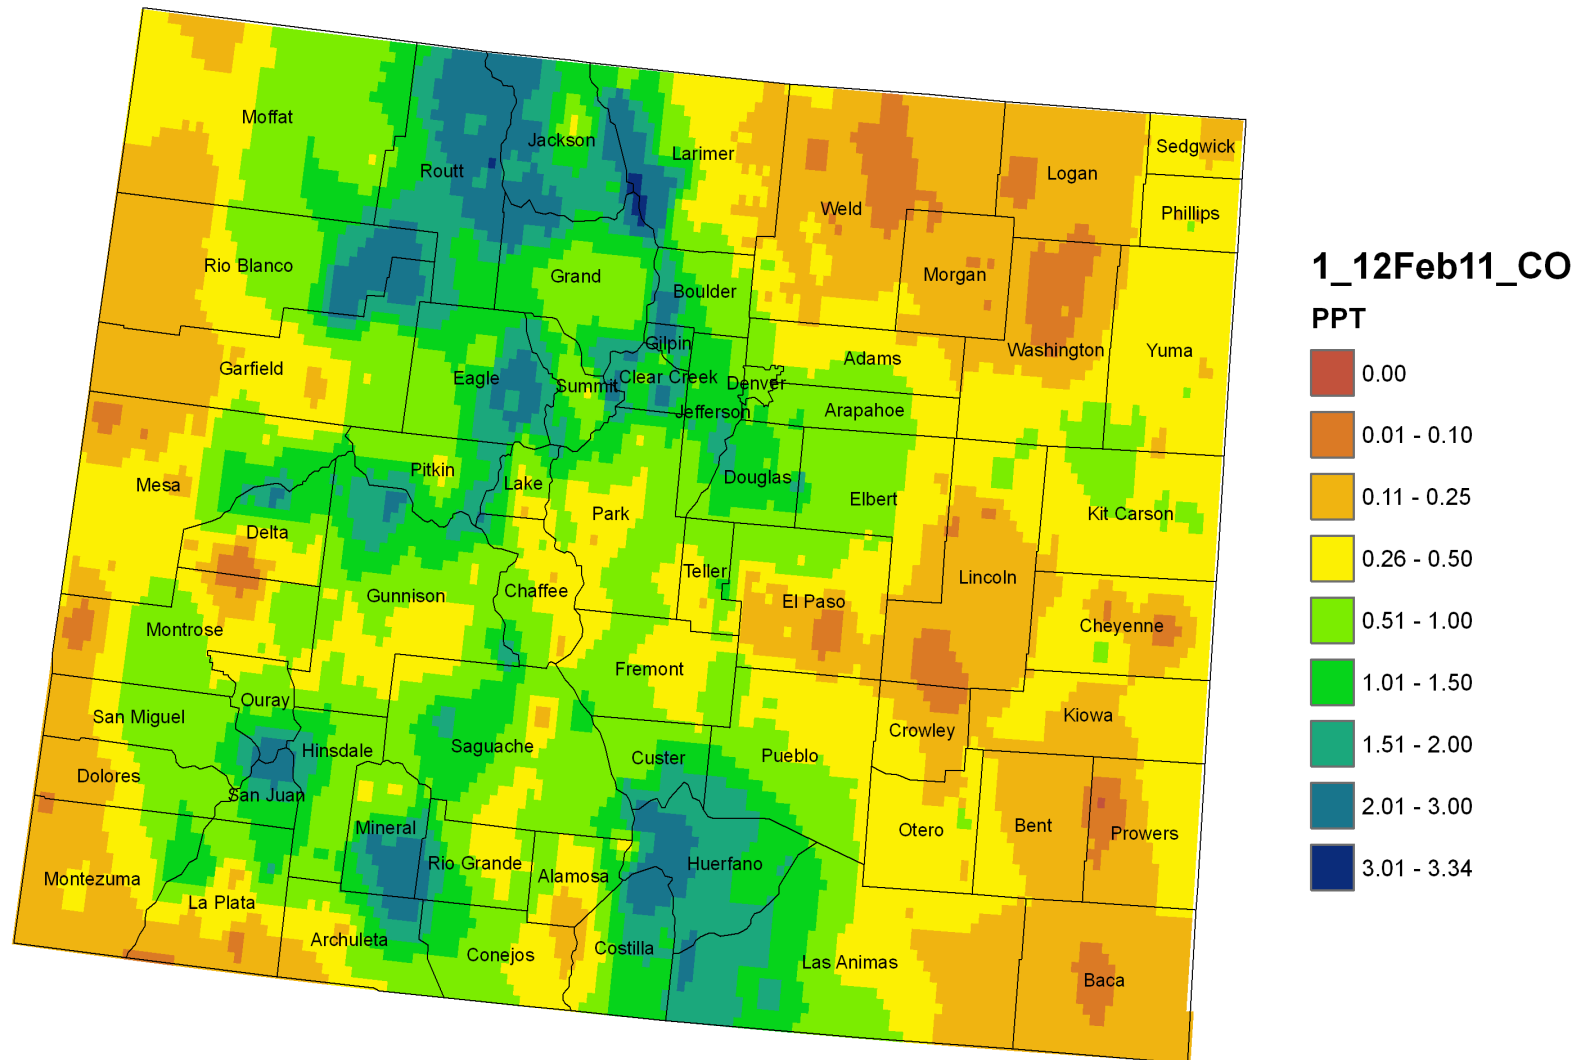 Moffat
Routt
Jackson
Larimer
Weld
Logan
Sedgwick
Phillips
Rio Blanco
Grand
Boulder
Morgan
Gilpin
Washington
Yuma
Garfield
Eagle
Summit
Clear Creek
Denver
Adams
Jefferson
Arapahoe
Mesa
Pitkin
Lake
Park
Douglas
Elbert
Kit Carson
Delta
Gunnison
Chaffee
Teller
El Paso
Lincoln
Cheyenne
Montrose
Fremont
Ouray
San Miguel
Hinsdale
Saguache
Custer
Pueblo
Crowley
Kiowa
Dolores
San Juan
Mineral
Rio Grande
Alamosa
Huerfano
Otero
Bent
Prowers
Montezuma
La Plata
Archuleta
Conejos
Costilla
Las Animas
Baca
1_12Feb11_CO
PPT
0.00
0.01 - 0.10
0.11 - 0.25
0.26 - 0.50
0.51 - 1.00
1.01 - 1.50
1.51 - 2.00
2.01 - 3.00
3.01 - 3.34